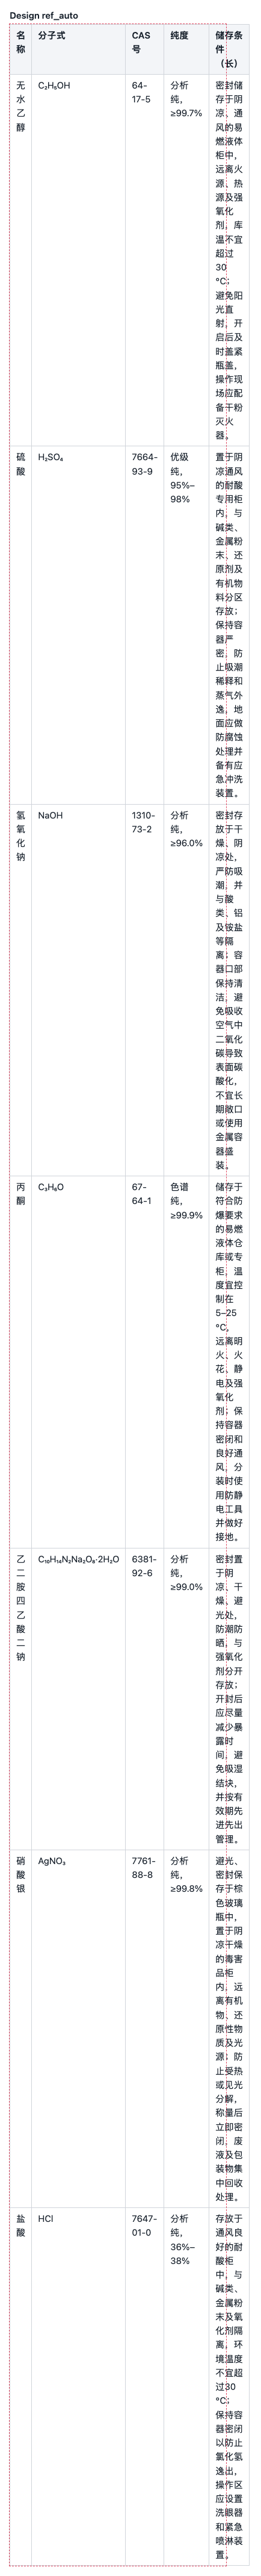 Design ref_auto
名
称
分子式
CAS
号
纯度
储存条
件
（长）
无
水
乙
醇
C₂H₅OH
64-
17-5
分析
纯，
≥99.7%
密封储
存于阴
凉、通
风的易
燃液体
柜中，
远离火
源、热
源及强
氧化
剂，库
温不宜
超过
30
°C；
避免阳
光直
射，开
启后及
时盖紧
瓶盖，
操作现
场应配
备干粉
灭火
器。
硫
酸
H₂SO₄
7664-
93-9
优级
纯，
95%–
98%
置于阴
凉通风
的耐酸
专用柜
内，与
碱类、
金属粉
末、还
原剂及
有机物
料分区
存放；
保持容
器严
密，防
止吸潮
稀释和
蒸气外
逸，地
面应做
防腐蚀
处理并
备有应
急冲洗
装置。
氢
氧
化
钠
NaOH
1310-
73-2
分析
纯，
≥96.0%
密封存
放于干
燥、阴
凉处，
严防吸
潮，并
与酸
类、铝
及铵盐
等隔
离；容
器口部
保持清
洁，避
免吸收
空气中
二氧化
碳导致
表面碳
酸化，
不宜长
期敞口
或使用
金属容
器盛
装。
丙
酮
C₃H₆O
67-
64-1
色谱
纯，
≥99.9%
储存于
符合防
爆要求
的易燃
液体仓
库或专
柜，温
度宜控
制在
5–25
°C，
远离明
火、火
花、静
电及强
氧化
剂；保
持容器
密闭和
良好通
风，分
装时使
用防静
电工具
并做好
接地。
乙
二
胺
四
乙
酸
二
钠
C₁₀H₁₄N₂Na₂O₈·2H₂O
6381-
92-6
分析
纯，
≥99.0%
密封置
于阴
凉、干
燥、避
光处，
防潮防
晒，与
强氧化
剂分开
存放；
开封后
应尽量
减少暴
露时
间，避
免吸湿
结块，
并按有
效期先
进先出
管理。
硝
酸
银
AgNO₃
7761-
88-8
分析
纯，
≥99.8%
避光、
密封保
存于棕
色玻璃
瓶中，
置于阴
凉干燥
的毒害
品柜
内，远
离有机
物、还
原性物
质及光
源；防
止受热
或见光
分解，
称量后
立即密
闭，废
液及包
装物集
中回收
处理。
盐
酸
HCl
7647-
01-0
分析
纯，
36%–
38%
存放于
通风良
好的耐
酸柜
中，与
碱类、
金属粉
末及氧
化剂隔
离，环
境温度
不宜超
过30
°C；
保持容
器密闭
以防止
氯化氢
逸出，
操作区
应设置
洗眼器
和紧急
喷淋装
置。